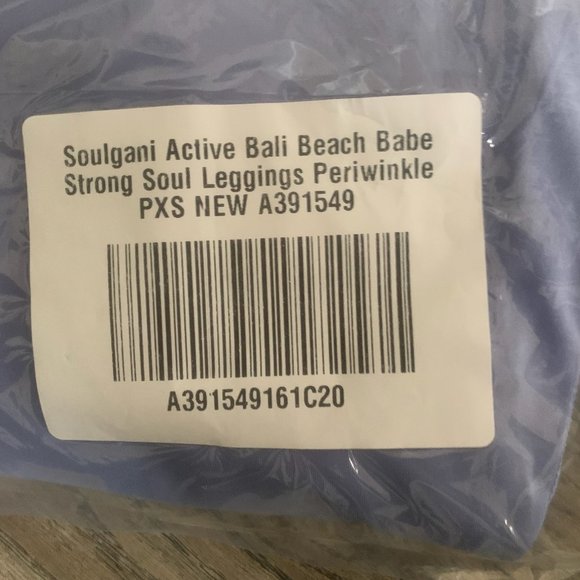 Soulgani Active Bali Beach Babe
Strong Soul Leggings Periwinkle
PXS NEW A391549
A391549161C20